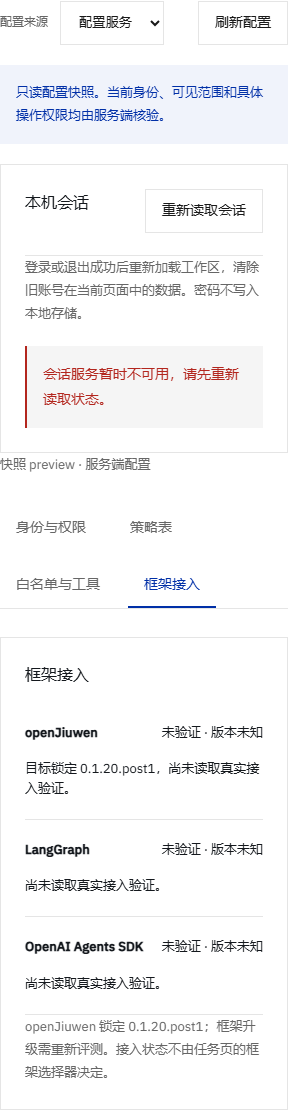 配置来源 配置服务 刷新配置
只读配置快照。当前身份、可见范围和具体
操作权限均由服务端核验。
本机会话 重新读取会话
登录或退出成功后重新加载工作区，清除
旧账号在当前页面中的数据。密码不写入
本地存储。
会话服务暂时不可用，请先重新
读取状态。
快照 preview · 服务端配置
身份与权限 策略表
白名单与工具 框架接入
框架接入
openJiuwen 未验证 · 版本未知
目标锁定 0.1.20.post1，尚未读取真实接
入验证。
LangGraph 未验证 · 版本未知
尚未读取真实接入验证。
OpenAI Agents SDK 未验证 · 版本未知
尚未读取真实接入验证。
openJiuwen 锁定 0.1.20.post1；框架升
级需重新评测。接入状态不由任务页的框
架选择器决定。